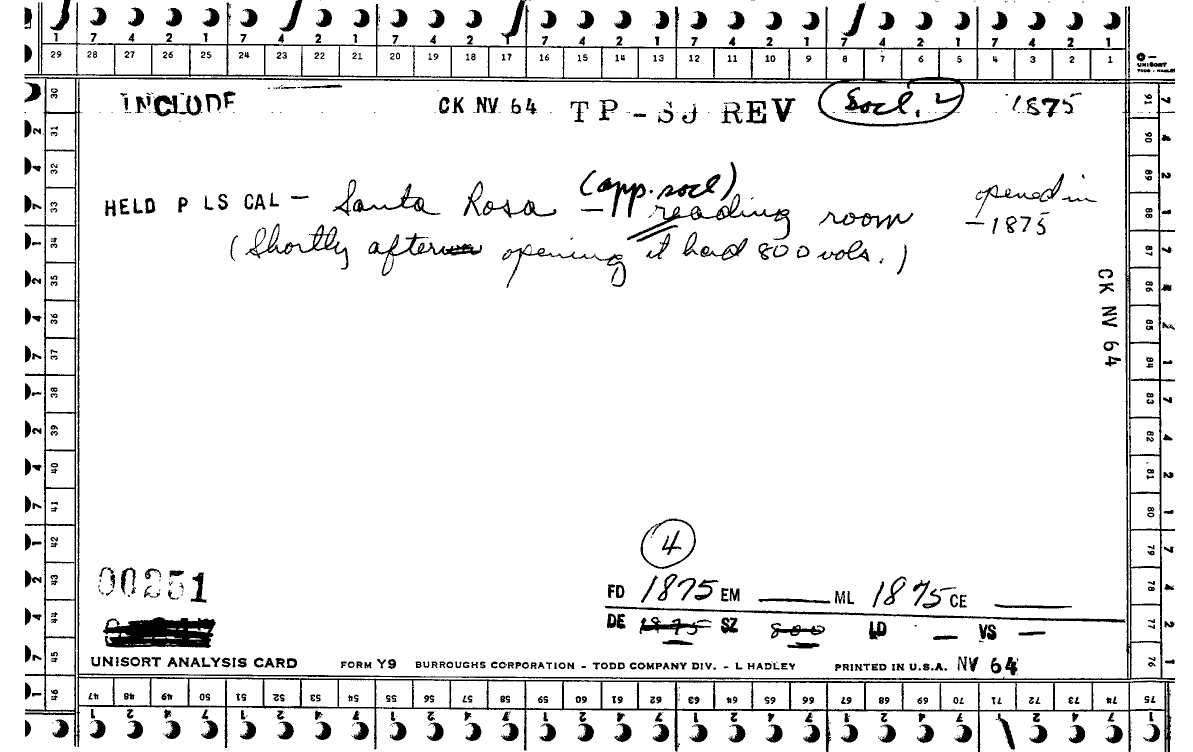 1 7 4 2 1 7 4 2 1 7 4 2 1 7 4 2 1 7 4 2 1 7 4 2 1 7 4 2 1
29 28 27 26 25 24 23 22 21 20 19 18 17 16 15 14 13 12 11 10 9 8 7 6 5 4 3 2 1
UNISORT
TODD - HADLEY
INCLUDE CK NV 64 TP-SJ REV Socl. 2 1875
(app. socl)
HELD P LS CAL - Santa Rosa - reading room opened in
-1875
(Shortly after opening it had 800 vols.)
CK NV 64
4
00251
FD 1875 EM ML 1875 CE
DE 1875 SZ 800 LD - VS -
UNISORT ANALYSIS CARD FORM Y9 BURROUGHS CORPORATION - TODD COMPANY DIV. - L HADLEY PRINTED IN U.S.A. NV 64
30 31 32 33 34 35 36 37 38 39 40 41 42 43 44 45 46
91 90 89 88 87 86 85 84 83 82 81 80 79 78 77 76 75
47 48 49 50 51 52 53 54 55 56 57 58 59 60 61 62 63 64 65 66 67 68 69 70 71 72 73 74